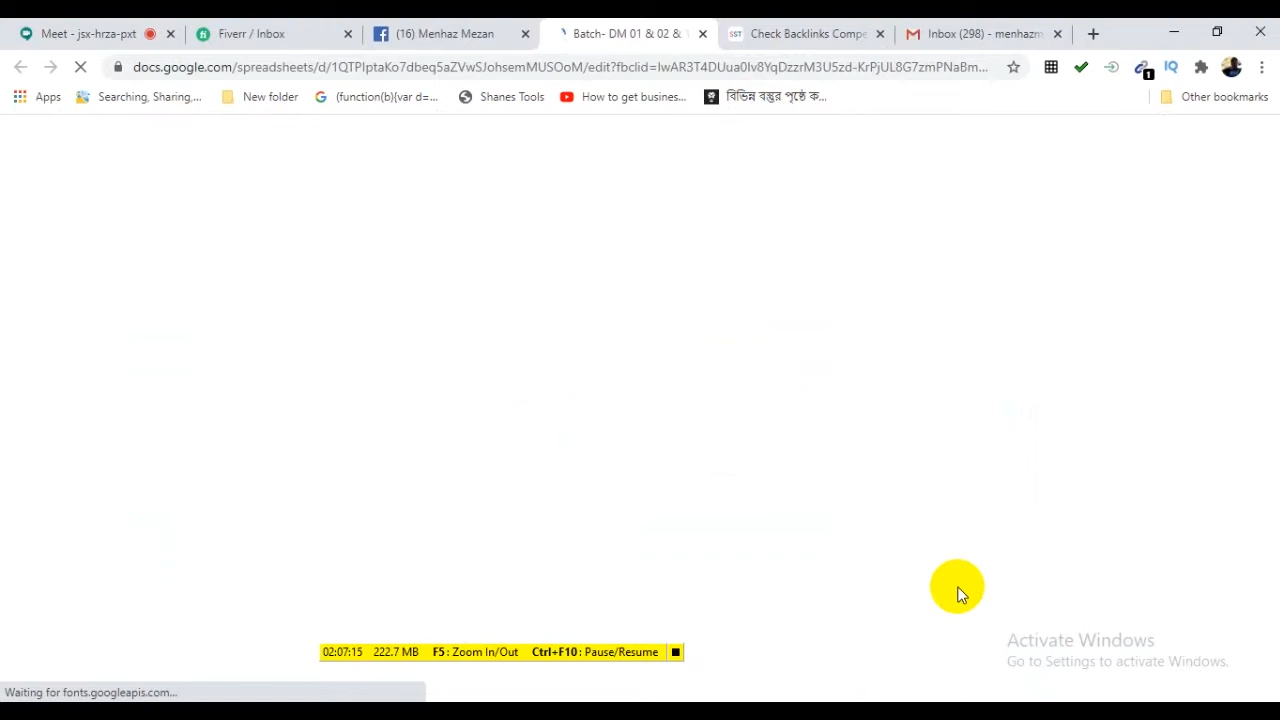 Meet - jsx-hrza-pxt
Fiverr / Inbox
(16) Menhaz Mezan
Batch- DM 01 & 02 &
Check Backlinks Compe
Inbox (298) - menhazm
docs.google.com/spreadsheets/d/1QTPIptaKo7dbeq5aZVwSJohsemMUSOoM/edit?fbclid=IwAR3T4DUua0Iv8YqDzzrM3U5zd-KrPjUL8G7zmPNaBm...
1
Apps
Searching, Sharing,...
New folder
(function(b){var d=...
Shanes Tools
How to get busines...
বিভিন্ন বস্তুর পৃষ্ঠে ক...
Other bookmarks
02:07:15 222.7 MB F5: Zoom In/Out Ctrl+F10: Pause/Resume
Activate Windows
Go to Settings to activate Windows.
Waiting for fonts.googleapis.com...